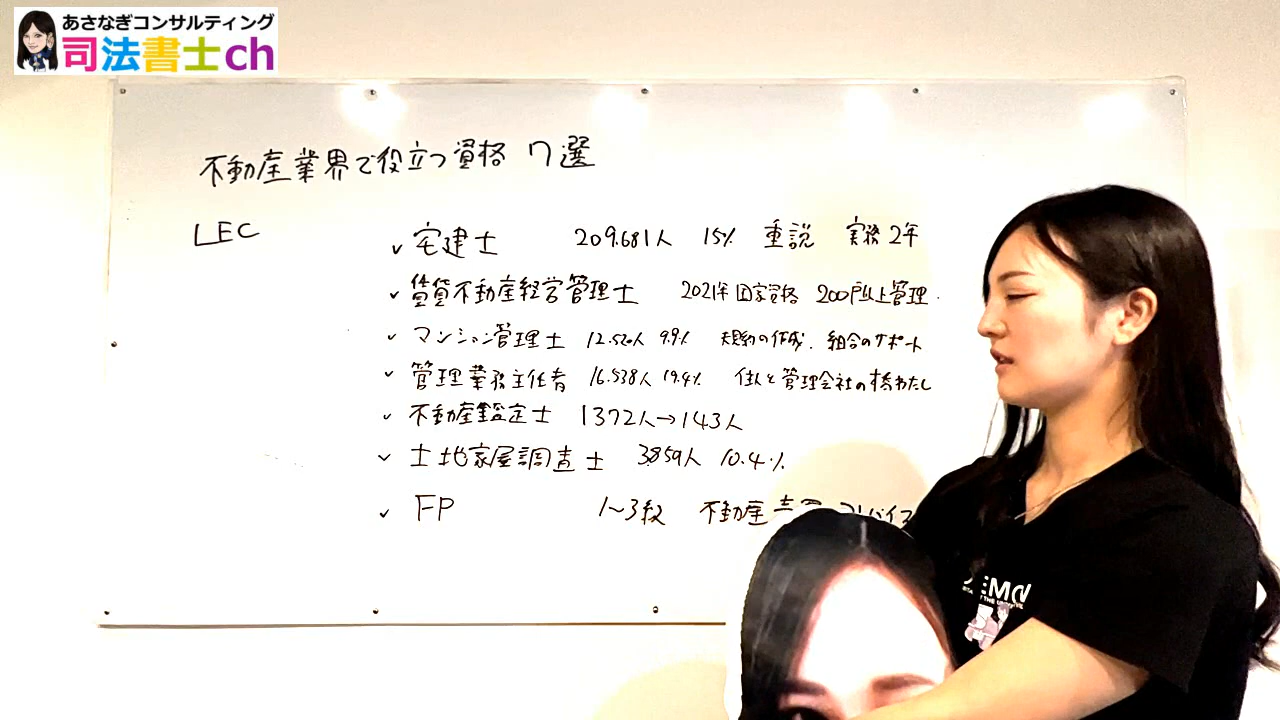 あさなぎコンサルティング
司法書士ch
不動産業界で役立つ資格 7選
LEC
✓ 宅建士 209.681人 15% 重説 実務2年
✓ 賃貸不動産経営管理士 2021年国家資格 200戸以上管理.
✓ マンション管理士 12.520人 9.9% 規約の作成. 組合のサポート
✓ 管理業務主任者 16.538人 19.4% 住人と管理会社の橋わたし
✓ 不動産鑑定士 1372人→143人
✓ 土地家屋調査士 3.859人 10.4%
✓ FP 1〜3級 不動産売買